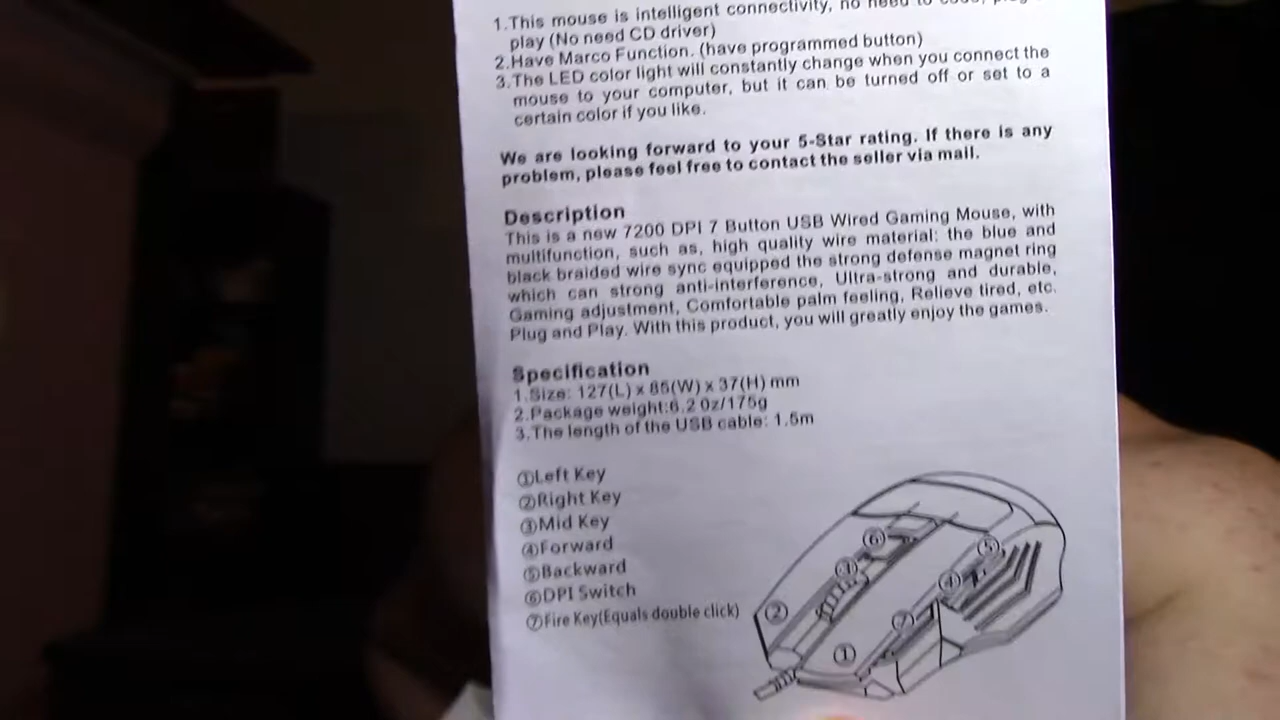 1.This mouse is intelligent connectivity, no need to code, plug
play (No need CD driver)
2.Have Marco Function. (have programmed button)
3.The LED color light will constantly change when you connect the
mouse to your computer, but it can be turned off or set to a
certain color if you like.
We are looking forward to your 5-Star rating. If there is any
problem, please feel free to contact the seller via mail.
Description
This is a new 7200 DPI 7 Button USB Wired Gaming Mouse, with
multifunction, such as, high quality wire material: the blue and
black braided wire sync equipped the strong defense magnet ring
which can strong anti-interference, Ultra-strong and durable,
Gaming adjustment, Comfortable palm feeling, Relieve tired, etc.
Plug and Play. With this product, you will greatly enjoy the games.
Specification
1.Size: 127(L) x 85(W) x 37(H) mm
2.Package weight:6.2 0z/175g
3.The length of the USB cable: 1.5m
①Left Key
②Right Key
③Mid Key
④Forward
⑤Backward
⑥DPI Switch
⑦Fire Key(Equals double click)
⑥
⑤
③
④
②
⑦
①